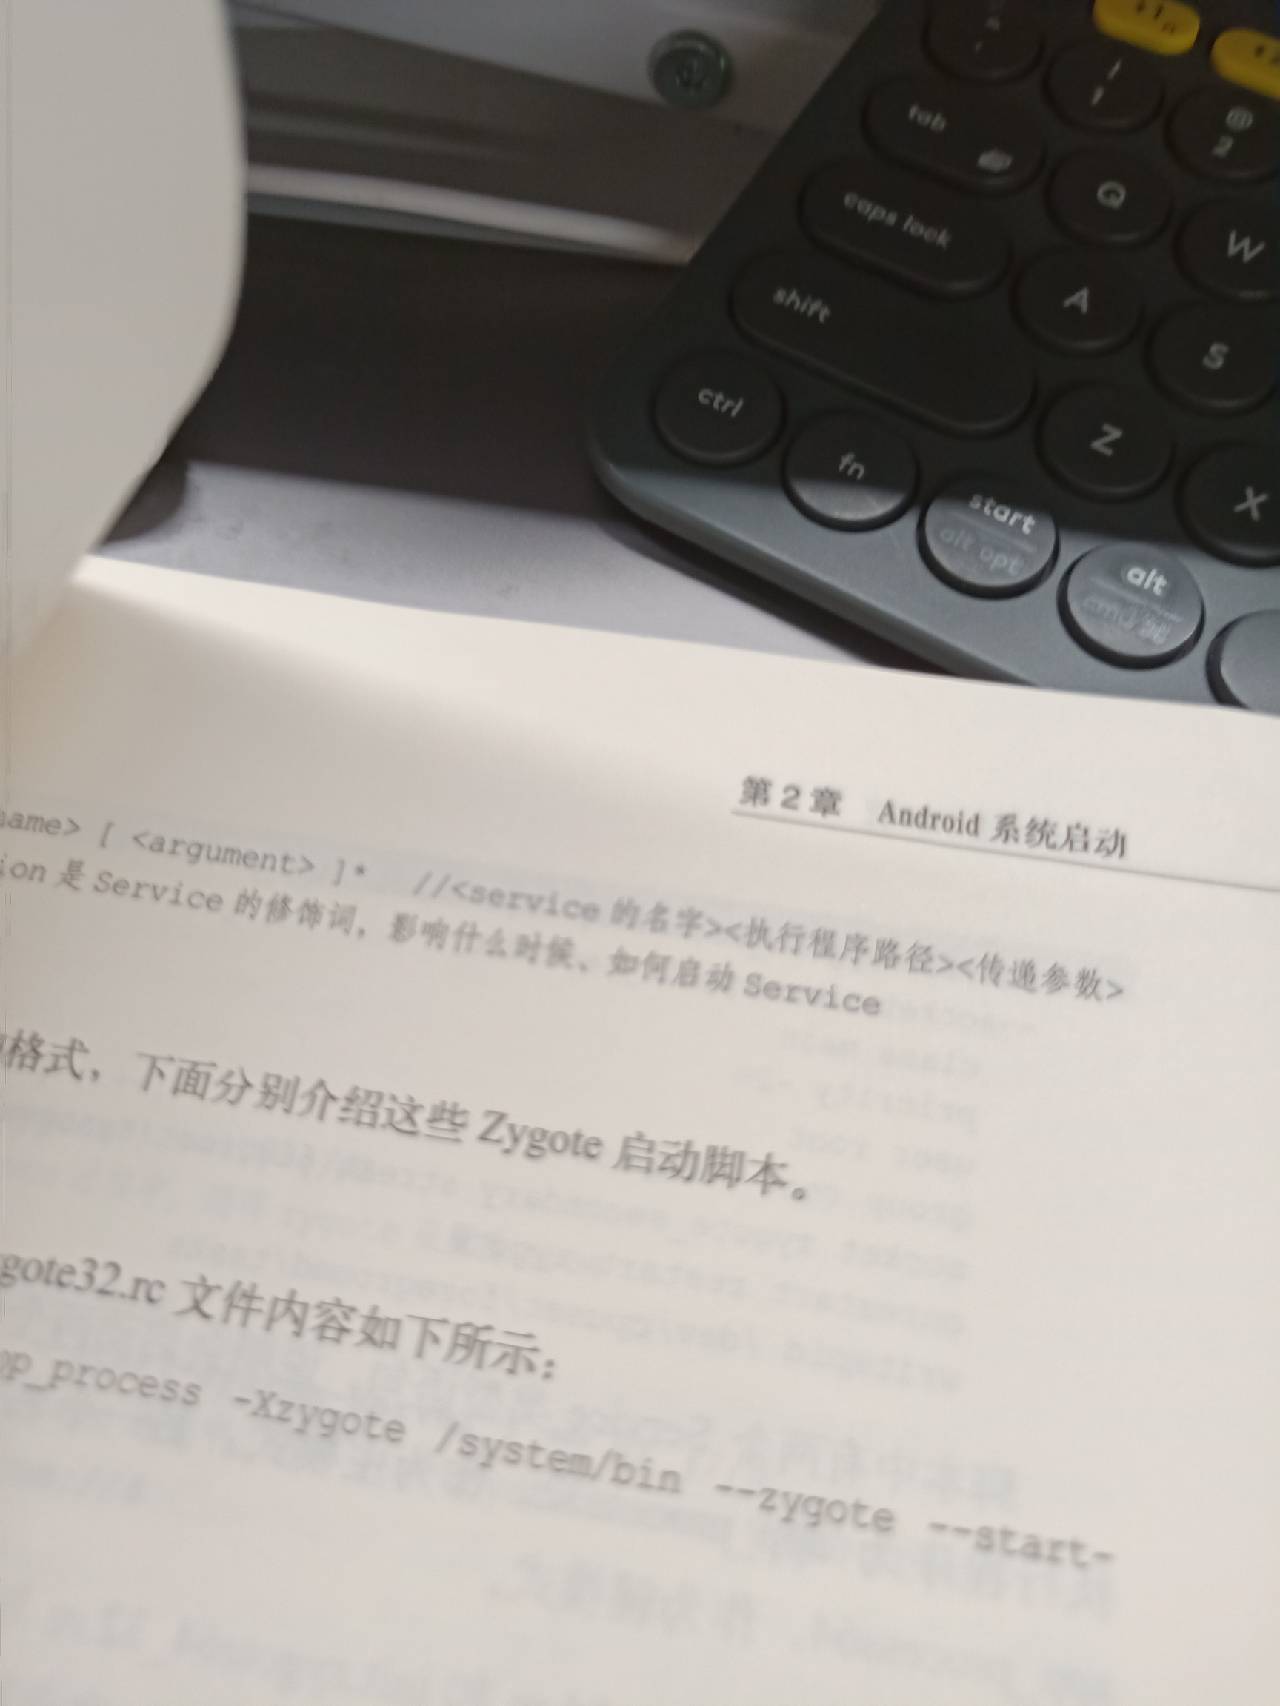 tab
@
2
Q
W
caps lock
A
S
shift
Z
X
ctrl
fn
start
alt opt
alt
cmd/⌘
第 2 章 Android 系统启动
name> [ <argument> ]* //<service 的名字><执行程序路径><传递参数>
ion 是 Service 的修饰词，影响什么时候、如何启动 Service
格式，下面分别介绍这些 Zygote 启动脚本。
gote32.rc 文件内容如下所示：
pp_process -Xzygote /system/bin --zygote --start-